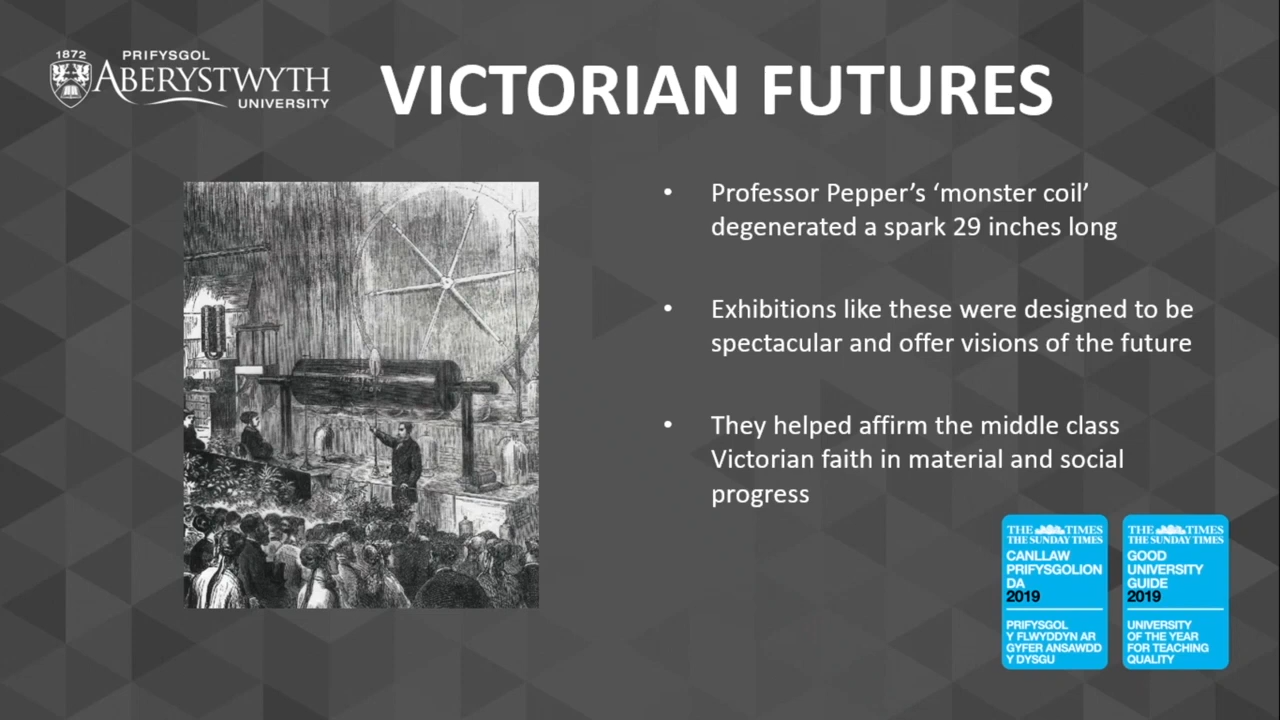 1872
PRIFYSGOL
ABERYSTWYTH
UNIVERSITY
VICTORIAN FUTURES
• Professor Pepper’s ‘monster coil’
degenerated a spark 29 inches long
• Exhibitions like these were designed to be
spectacular and offer visions of the future
• They helped affirm the middle class
Victorian faith in material and social
progress
THE TIMES
THE SUNDAY TIMES
CANLLAW
PRIFYSGOLION
DA
2019
PRIFYSGOL
Y FLWYDDYN AR
GYFER ANSAWDD
Y DYSGU
THE TIMES
THE SUNDAY TIMES
GOOD
UNIVERSITY
GUIDE
2019
UNIVERSITY
OF THE YEAR
FOR TEACHING
QUALITY